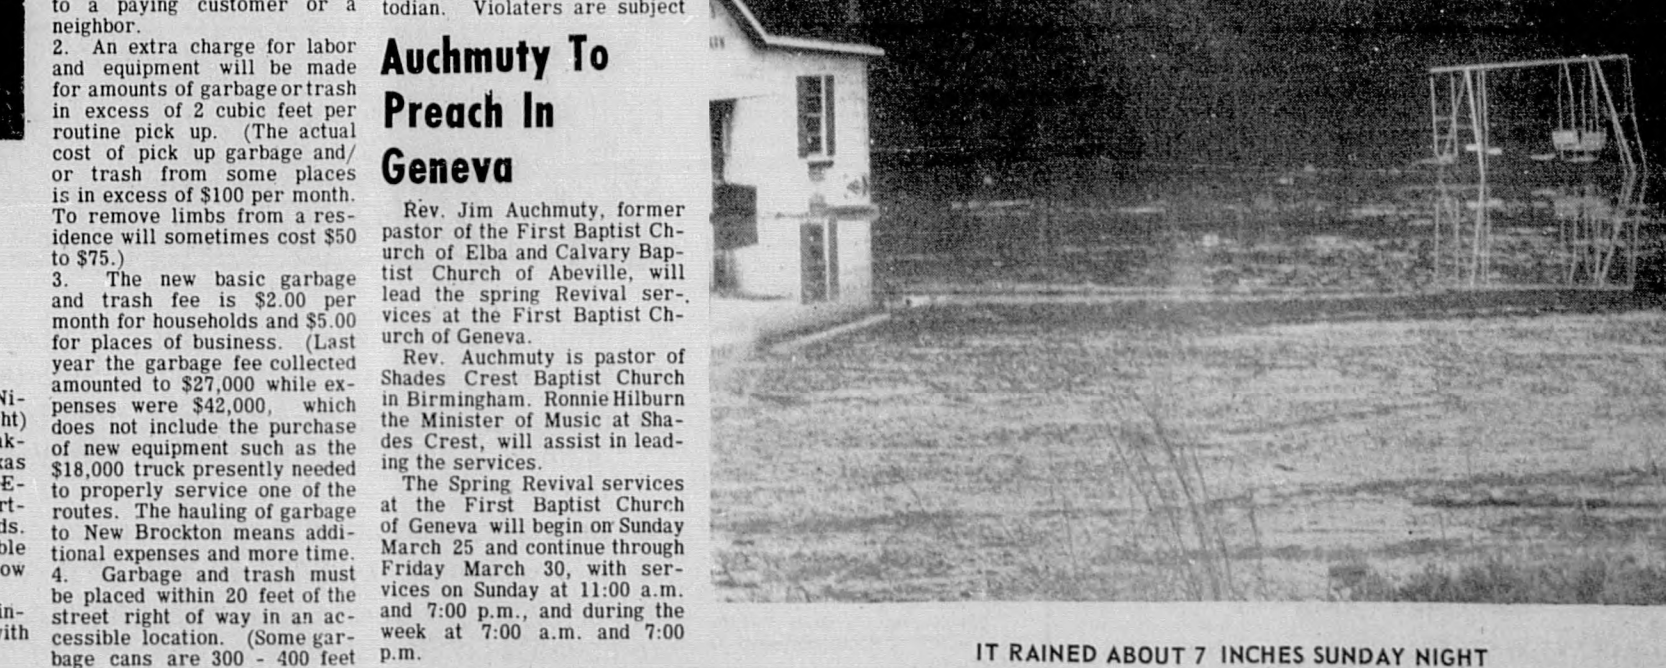 Ni-
ht)
ak-
xas
E-
rt-
ds.
ble
ow
in-
with
to a paying customer or a
neighbor.
2. An extra charge for labor
and equipment will be made
for amounts of garbage or trash
in excess of 2 cubic feet per
routine pick up. (The actual
cost of pick up garbage and/
or trash from some places
is in excess of $100 per month.
To remove limbs from a res-
idence will sometimes cost $50
to $75.)
3. The new basic garbage
and trash fee is $2.00 per
month for households and $5.00
for places of business. (Last
year the garbage fee collected
amounted to $27,000 while ex-
penses were $42,000, which
does not include the purchase
of new equipment such as the
$18,000 truck presently needed
to properly service one of the
routes. The hauling of garbage
to New Brockton means addi-
tional expenses and more time.
4. Garbage and trash must
be placed within 20 feet of the
street right of way in an ac-
cessible location. (Some gar-
bage cans are 300 - 400 feet
todian. Violaters are subject
Auchmuty To
Preach In
Geneva
Rev. Jim Auchmuty, former
pastor of the First Baptist Ch-
urch of Elba and Calvary Bap-
tist Church of Abeville, will
lead the spring Revival ser-
vices at the First Baptist Ch-
urch of Geneva.
Rev. Auchmuty is pastor of
Shades Crest Baptist Church
in Birmingham. Ronnie Hilburn
the Minister of Music at Sha-
des Crest, will assist in lead-
ing the services.
The Spring Revival services
at the First Baptist Church
of Geneva will begin on Sunday
March 25 and continue through
Friday March 30, with ser-
vices on Sunday at 11:00 a.m.
and 7:00 p.m., and during the
week at 7:00 a.m. and 7:00
p.m.
IT RAINED ABOUT 7 INCHES SUNDAY NIGHT